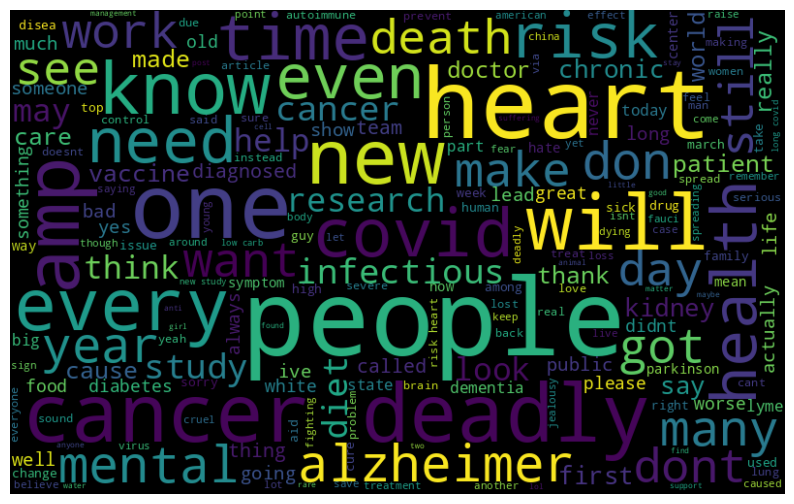 disea
management
due
point
autoimmune
prevent
american
effect
china
raise
work
time
death
risk
see
made
old
much
article
someone
top
control
know
even
doctor
chronic
center
via
making
stay
women
world
really
still
heart
may
said
sure
cell
cancer
show
team
person
never
today
feel
man
come
long covid
need
help
new
instead
fear
yet
part
hate
long
march
take
care
doesnt
vaccine
diagnosed
make
don
patient
something
saying
suffering
week
little
lead
great
spread
remember
amp
bad
young
one
research
body
human
sick
drug
isnt
good
fauci
serious
yes
issue
guy
covid
deadly
will
dying
case
spreading
health
life
way
though
around
low carb
let
want
think
infectious
treat
loss
family
animal
day
thank
actually
mean
new study
symptom
high
severe
now
among
love
matter
maybe
every
people
kidney
anti
girl
found
always
risk heart
lost
keep
back
real
live
didnt
parkinson
big
year
yeah
sign
cause
study
ive
called
look
public
got
please
say
cant
food
diabetes
sorry
white
state
brain
dementia
worse
lyme
everyone
sound
cruel
aid
diet
problem
fighting
jealousy
right
lung
cancer
deadly
many
well
virus
thing
cure
anyone
two
find
used
change
mental
going
alzheimer
first
dont
believe
water
lot
rare
save
treatment
another
lol
support
caused